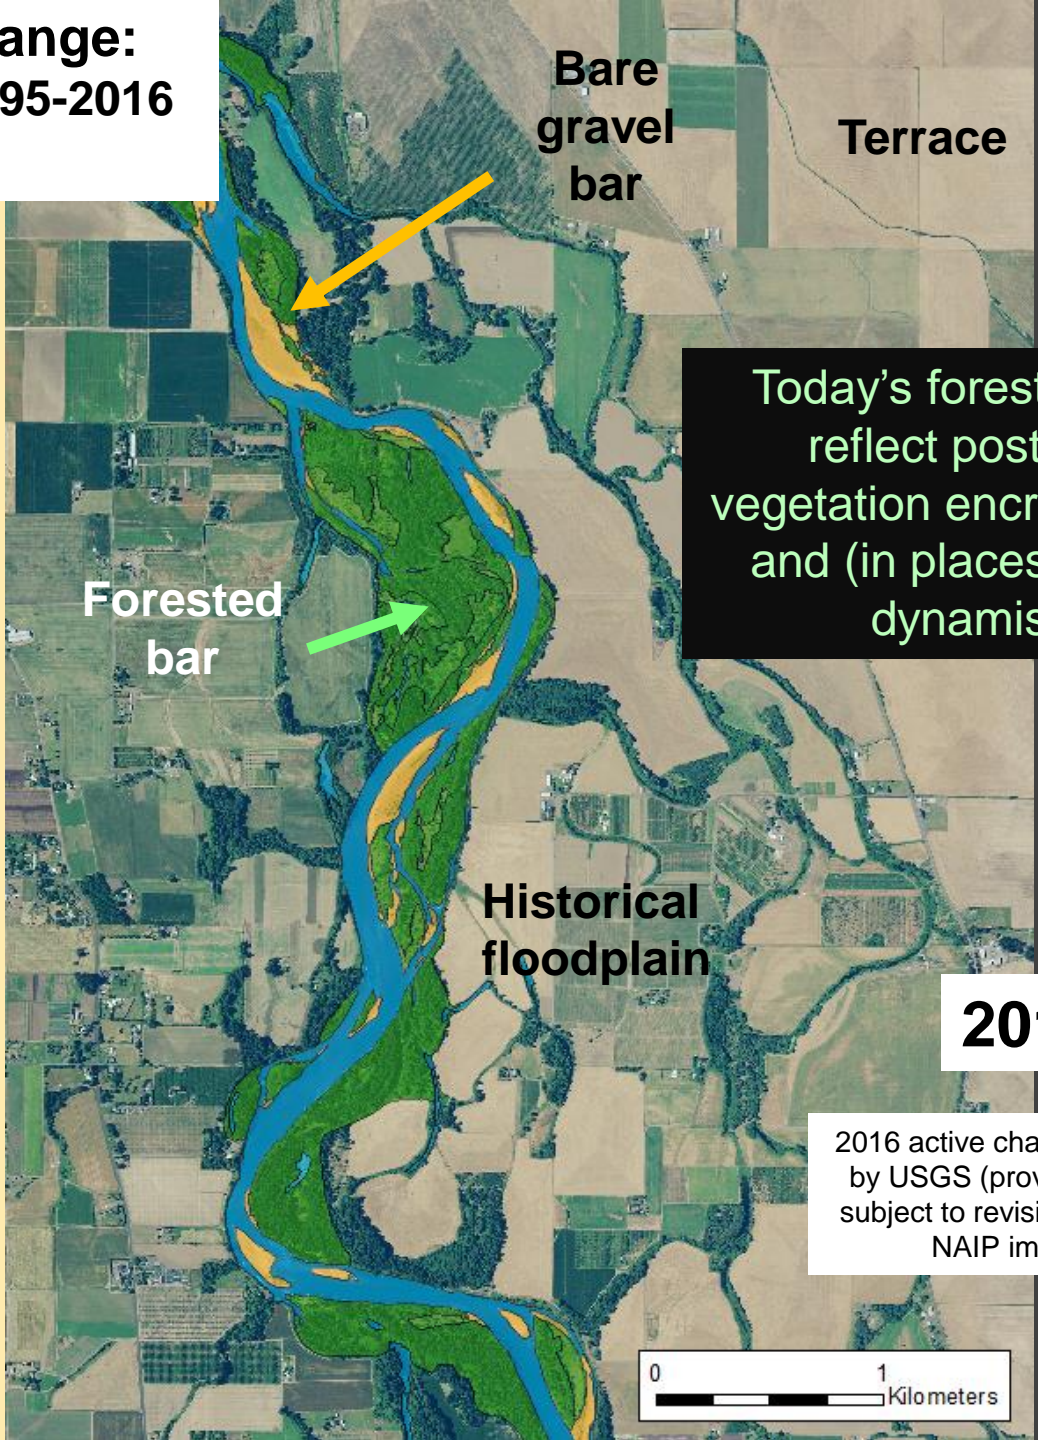 ange:
95-2016
Bare
gravel
bar
Terrace
Today's forest
reflect post
vegetation encr
and (in places
dynamis
Forested
bar
Historical
floodplain
20
2016 active cha
by USGS (prov
subject to revisi
NAIP im
0 1
Kilometers